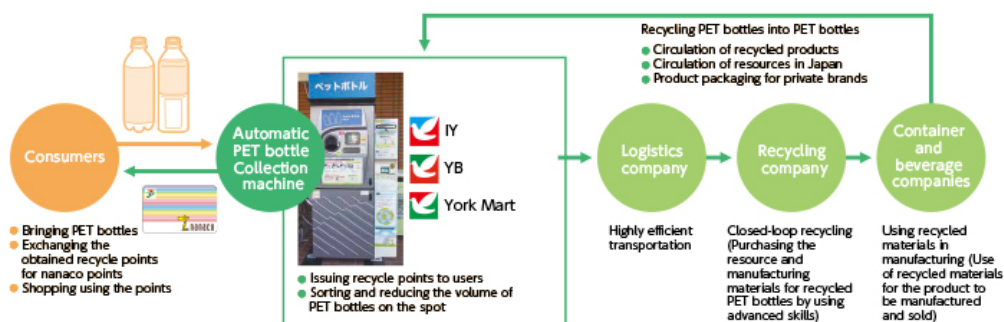 Recycling PET bottles into PET bottles
Circulation of recycled products
Circulation of resources in Japan
Product packaging for private brands
Consumers
Automatic
PET bottle
Collection
machine
ペットボトル
IY
YB
York Mart
Logistics
company
Recycling
company
Container
and
beverage
companies
nanaco
Bringing PET bottles
Exchanging the
obtained recycle points
for nanaco points
Shopping using the points
Issuing recycle points to users
Sorting and reducing the volume of
PET bottles on the spot
Highly efficient
transportation
Closed-loop recycling
(Purchasing the
resource and
manufacturing
materials for recycled
PET bottles by using
advanced skills)
Using recycled
materials in
manufacturing (Use
of recycled materials
for the product to
be manufactured
and sold)